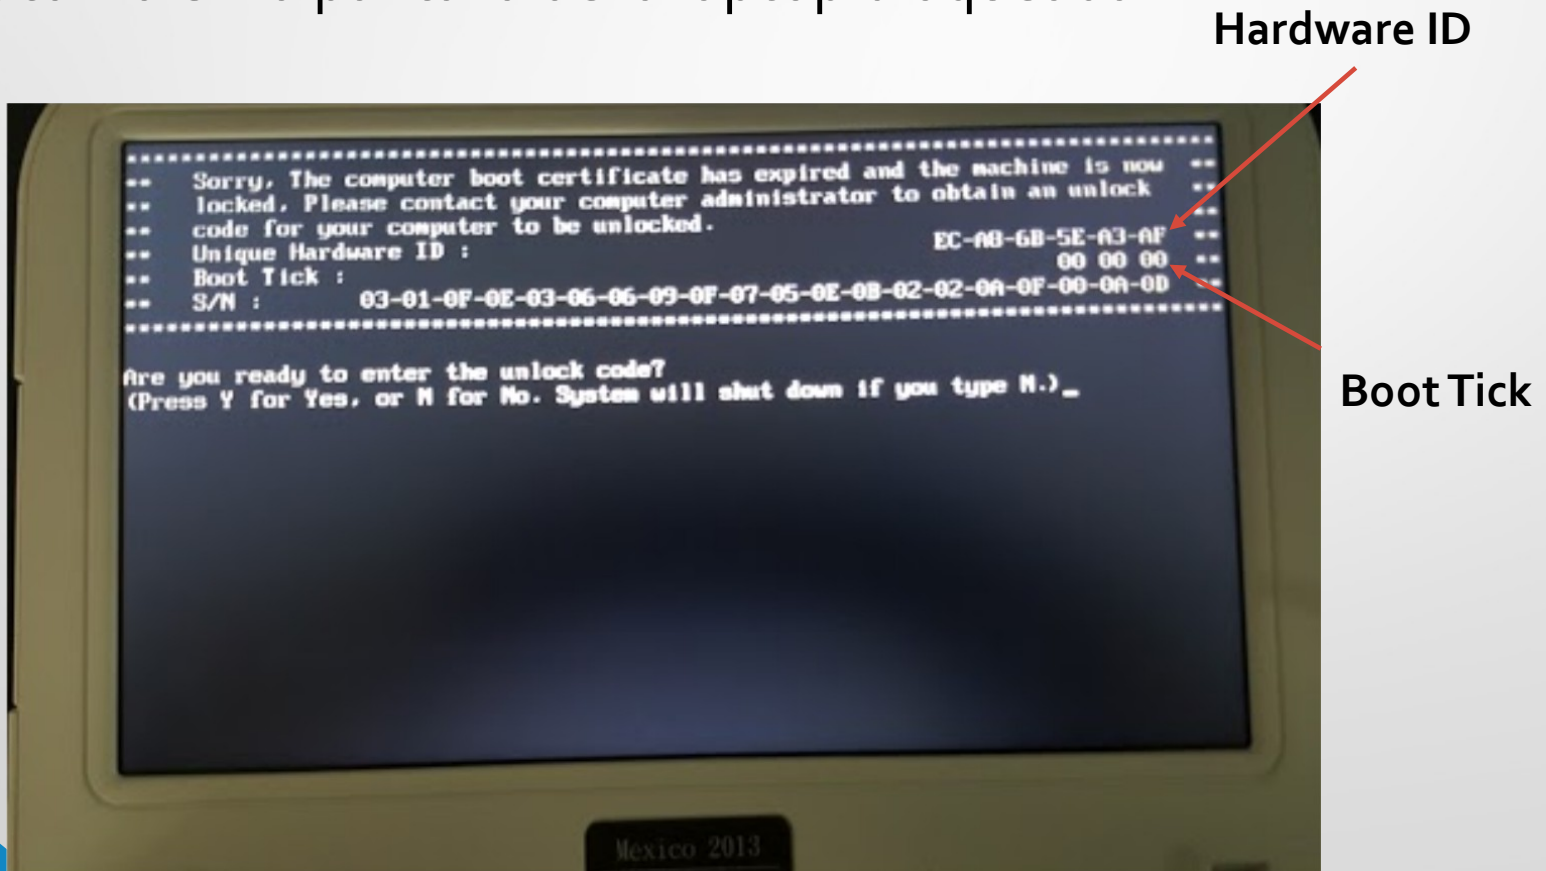 Hardware ID
Sorry, The computer boot certificate has expired and the machine is now
locked. Please contact your computer administrator to obtain an unlock
code for your computer to be unlocked.
Unique Hardware ID : EC-A8-6B-5E-A3-AF
Boot Tick : 00 00 00
S/N : 03-01-0F-0E-03-06-06-09-0F-07-05-0E-0B-02-02-0A-0F-00-0A-0D
Are you ready to enter the unlock code?
(Press Y for Yes, or N for No. System will shut down if you type N.)_
Boot Tick
Mexico 2013